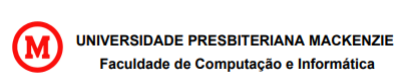 M
UNIVERSIDADE PRESBITERIANA MACKENZIE
Faculdade de Computação e Informática